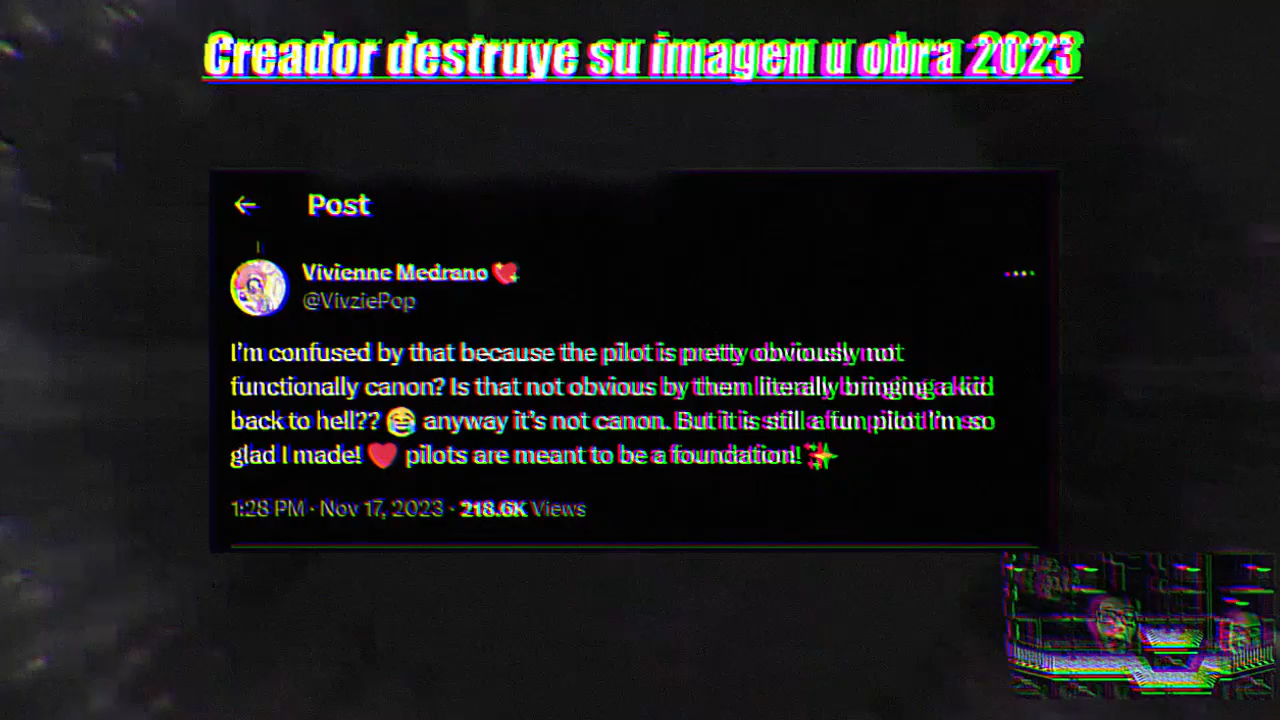 Creador destruye su imagen u obra 2023
Post
Vivienne Medrano
@VivziePop
I'm confused by that because the pilot is pretty obviously not
functionally canon? Is that not obvious by them literally bringing a kid
back to hell?? 😂 anyway it's not canon. But it is still a fun pilot I'm so
glad I made! ❤️ pilots are meant to be a foundation! ✨
1:28 PM · Nov 17, 2023 · 218.6K Views